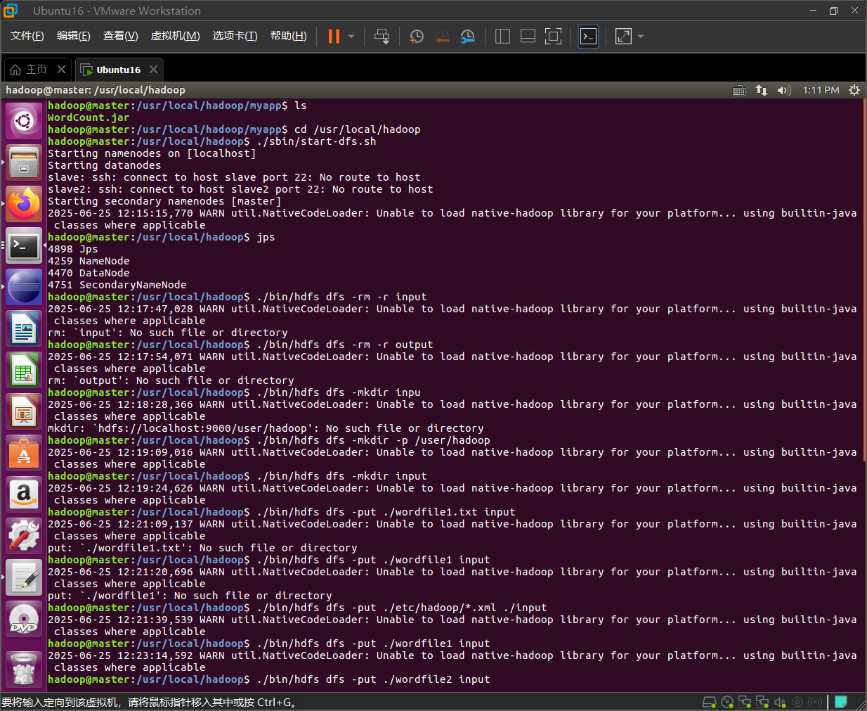 Ubuntu16 - VMware Workstation
文件(F) 编辑(E) 查看(V) 虚拟机(M) 选项卡(T) 帮助(H)
主页 Ubuntu16
hadoop@master: /usr/local/hadoop 1:11 PM
hadoop@master:/usr/local/hadoop/myapp$ ls
WordCount.jar
hadoop@master:/usr/local/hadoop/myapp$ cd /usr/local/hadoop
hadoop@master:/usr/local/hadoop$ ./sbin/start-dfs.sh
Starting namenodes on [localhost]
Starting datanodes
slave: ssh: connect to host slave port 22: No route to host
slave2: ssh: connect to host slave2 port 22: No route to host
Starting secondary namenodes [master]
2025-06-25 12:15:15,770 WARN util.NativeCodeLoader: Unable to load native-hadoop library for your platform... using builtin-java
classes where applicable
hadoop@master:/usr/local/hadoop$ jps
4898 Jps
4259 NameNode
4470 DataNode
4751 SecondaryNameNode
hadoop@master:/usr/local/hadoop$ ./bin/hdfs dfs -rm -r input
2025-06-25 12:17:47,028 WARN util.NativeCodeLoader: Unable to load native-hadoop library for your platform... using builtin-java
classes where applicable
rm: `input': No such file or directory
hadoop@master:/usr/local/hadoop$ ./bin/hdfs dfs -rm -r output
2025-06-25 12:17:54,071 WARN util.NativeCodeLoader: Unable to load native-hadoop library for your platform... using builtin-java
classes where applicable
rm: `output': No such file or directory
hadoop@master:/usr/local/hadoop$ ./bin/hdfs dfs -mkdir inpu
2025-06-25 12:18:28,366 WARN util.NativeCodeLoader: Unable to load native-hadoop library for your platform... using builtin-java
classes where applicable
mkdir: `hdfs://localhost:9000/user/hadoop': No such file or directory
hadoop@master:/usr/local/hadoop$ ./bin/hdfs dfs -mkdir -p /user/hadoop
2025-06-25 12:19:09,016 WARN util.NativeCodeLoader: Unable to load native-hadoop library for your platform... using builtin-java
classes where applicable
hadoop@master:/usr/local/hadoop$ ./bin/hdfs dfs -mkdir input
2025-06-25 12:19:24,626 WARN util.NativeCodeLoader: Unable to load native-hadoop library for your platform... using builtin-java
classes where applicable
hadoop@master:/usr/local/hadoop$ ./bin/hdfs dfs -put ./wordfile1.txt input
2025-06-25 12:21:09,137 WARN util.NativeCodeLoader: Unable to load native-hadoop library for your platform... using builtin-java
classes where applicable
put: `./wordfile1.txt': No such file or directory
hadoop@master:/usr/local/hadoop$ ./bin/hdfs dfs -put ./wordfile1 input
2025-06-25 12:21:20,696 WARN util.NativeCodeLoader: Unable to load native-hadoop library for your platform... using builtin-java
classes where applicable
put: `./wordfile1': No such file or directory
hadoop@master:/usr/local/hadoop$ ./bin/hdfs dfs -put ./etc/hadoop/*.xml ./input
2025-06-25 12:21:39,539 WARN util.NativeCodeLoader: Unable to load native-hadoop library for your platform... using builtin-java
classes where applicable
hadoop@master:/usr/local/hadoop$ ./bin/hdfs dfs -put ./wordfile1 input
2025-06-25 12:23:14,592 WARN util.NativeCodeLoader: Unable to load native-hadoop library for your platform... using builtin-java
classes where applicable
hadoop@master:/usr/local/hadoop$ ./bin/hdfs dfs -put ./wordfile2 input
要将输入定向到该虚拟机，请将鼠标指针移入其中或按 Ctrl+G。